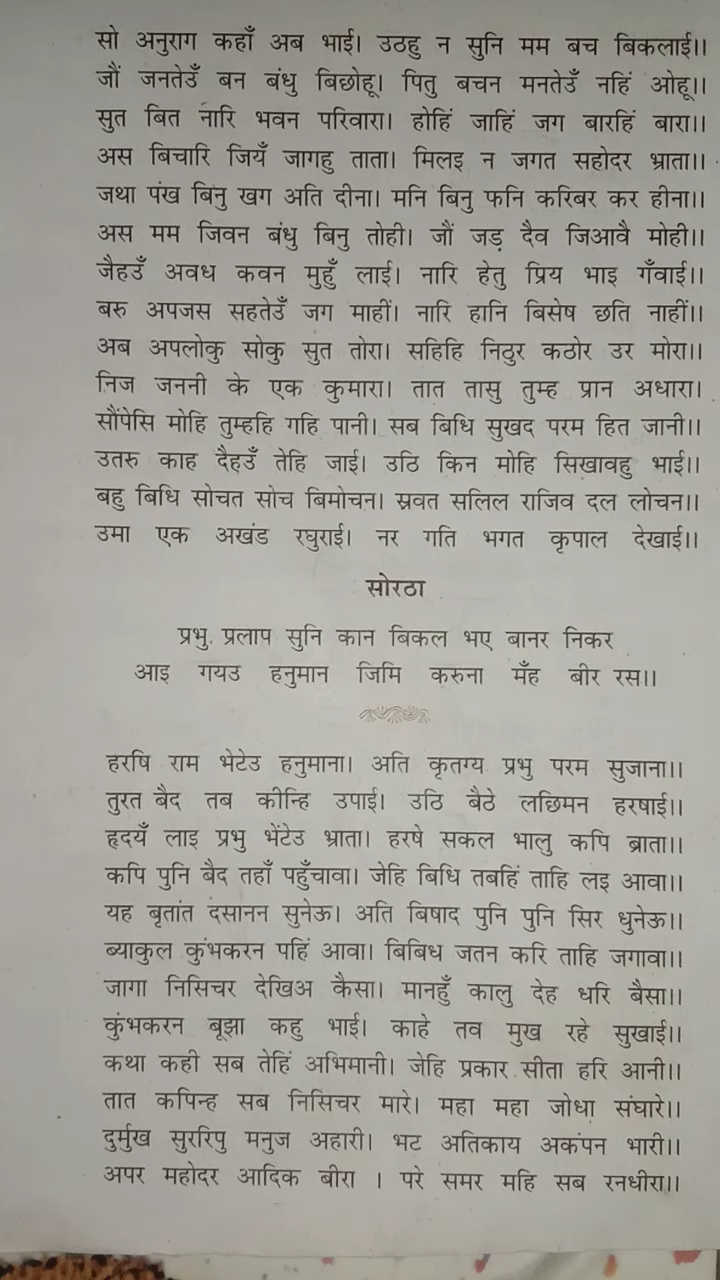 सो अनुराग कहाँ अब भाई। उठहु न सुनि मम बच बिकलाई।।
जौं जनतेउँ बन बंधु बिछोहू। पितु बचन मनतेउँ नहिं ओहू।।
सुत बित नारि भवन परिवारा। होहिं जाहिं जग बारहिं बारा।।
अस बिचारि जियँ जागहु ताता। मिलइ न जगत सहोदर भ्राता।।
जथा पंख बिनु खग अति दीना। मनि बिनु फनि करिबर कर हीना।।
अस मम जिवन बंधु बिनु तोही। जौं जड़ दैव जिआवै मोही।।
जैहउँ अवध कवन मुहुँ लाई। नारि हेतु प्रिय भाइ गँवाई।।
बरु अपजस सहतेउँ जग माहीं। नारि हानि बिसेष छति नाहीं।।
अब अपलोकु सोकु सुत तोरा। सहिहि निठुर कठोर उर मोरा।।
निज जननी के एक कुमारा। तात तासु तुम्ह प्रान अधारा।
सौंपेसि मोहि तुम्हहि गहि पानी। सब बिधि सुखद परम हित जानी।।
उतरु काह दैहउँ तेहि जाई। उठि किन मोहि सिखावहु भाई।।
बहु बिधि सोचत सोच बिमोचन। स्रवत सलिल राजिव दल लोचन।।
उमा एक अखंड रघुराई। नर गति भगत कृपाल देखाई।।
सोरठा
प्रभु प्रलाप सुनि कान बिकल भए बानर निकर
आइ गयउ हनुमान जिमि करुना मँह बीर रस।।
हरषि राम भेटेउ हनुमाना। अति कृतग्य प्रभु परम सुजाना।।
तुरत बैद तब कीन्हि उपाई। उठि बैठे लछिमन हरषाई।।
हृदयँ लाइ प्रभु भेंटेउ भ्राता। हरषे सकल भालु कपि ब्राता।।
कपि पुनि बैद तहाँ पहुँचावा। जेहि बिधि तबहिं ताहि लइ आवा।।
यह बृतांत दसानन सुनेऊ। अति बिषाद पुनि पुनि सिर धुनेऊ।।
ब्याकुल कुंभकरन पहिं आवा। बिबिध जतन करि ताहि जगावा।।
जागा निसिचर देखिअ कैसा। मानहुँ कालु देह धरि बैसा।।
कुंभकरन बूझा कहु भाई। काहे तव मुख रहे सुखाई।।
कथा कही सब तेहिं अभिमानी। जेहि प्रकार सीता हरि आनी।।
तात कपिन्ह सब निसिचर मारे। महा महा जोधा संघारे।।
दुर्मुख सुररिपु मनुज अहारी। भट अतिकाय अकंपन भारी।।
अपर महोदर आदिक बीरा । परे समर महि सब रनधीरा।।